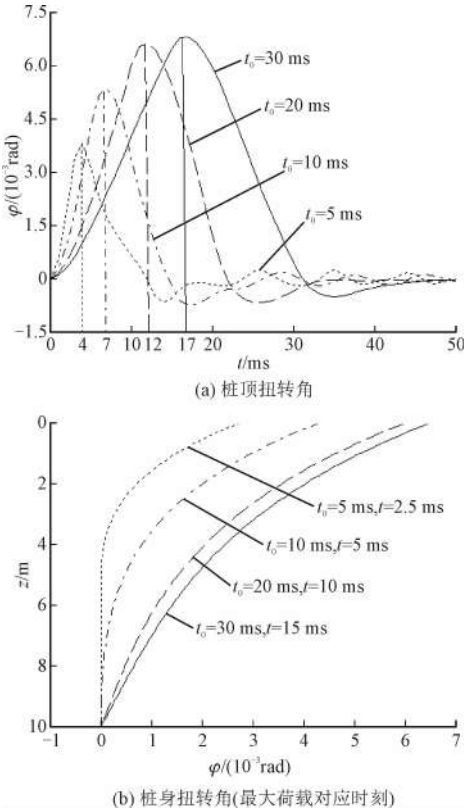 7.5
6.0
4.5
3.0
1.5
0
−1.5
φ/(10⁻³rad)
t₀=30 ms
t₀=20 ms
t₀=10 ms
t₀=5 ms
0 4 7 10 12 17 20 30 40 50
t/ms
(a) 桩顶扭转角
0
2
4
6
8
10
z/m
t₀=5 ms,t=2.5 ms
t₀=10 ms,t=5 ms
t₀=20 ms,t=10 ms
t₀=30 ms,t=15 ms
−1 0 1 2 3 4 5 6 7
φ/(10⁻³rad)
(b) 桩身扭转角(最大荷载对应时刻)